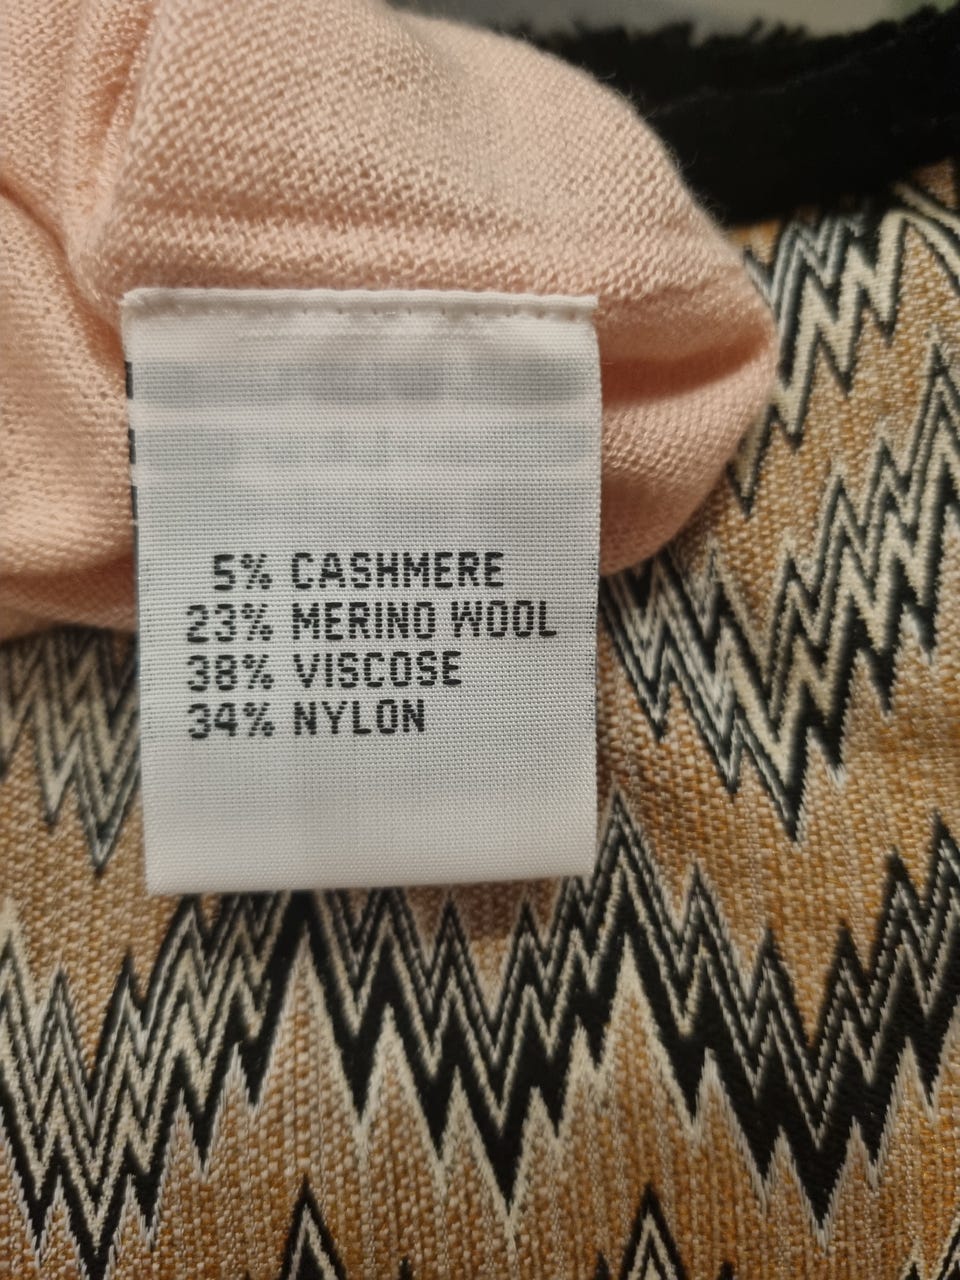 5% CASHMERE
23% MERINO WOOL
38% VISCOSE
34% NYLON